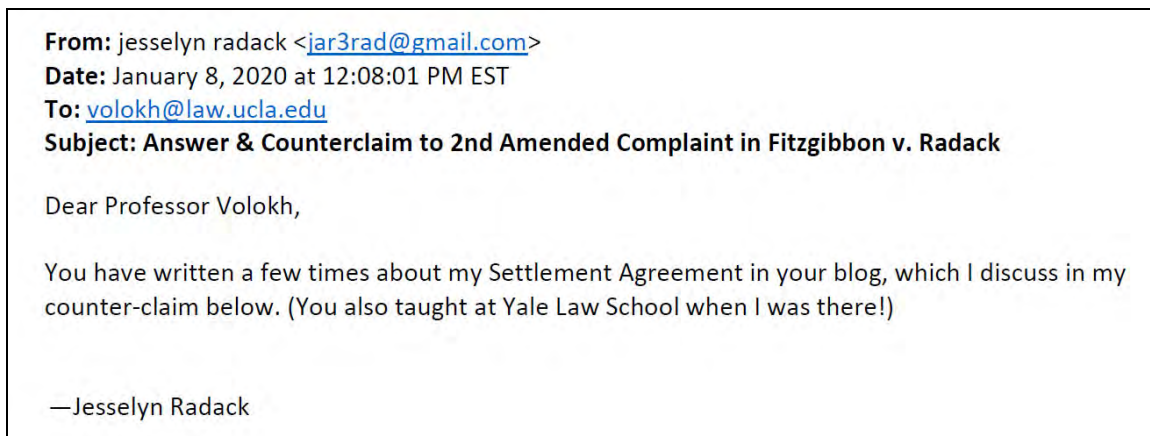 From: jesselyn radack <jar3rad@gmail.com>
Date: January 8, 2020 at 12:08:01 PM EST
To: volokh@law.ucla.edu
Subject: Answer & Counterclaim to 2nd Amended Complaint in Fitzgibbon v. Radack
Dear Professor Volokh,
You have written a few times about my Settlement Agreement in your blog, which I discuss in my
counter-claim below. (You also taught at Yale Law School when I was there!)
—Jesselyn Radack